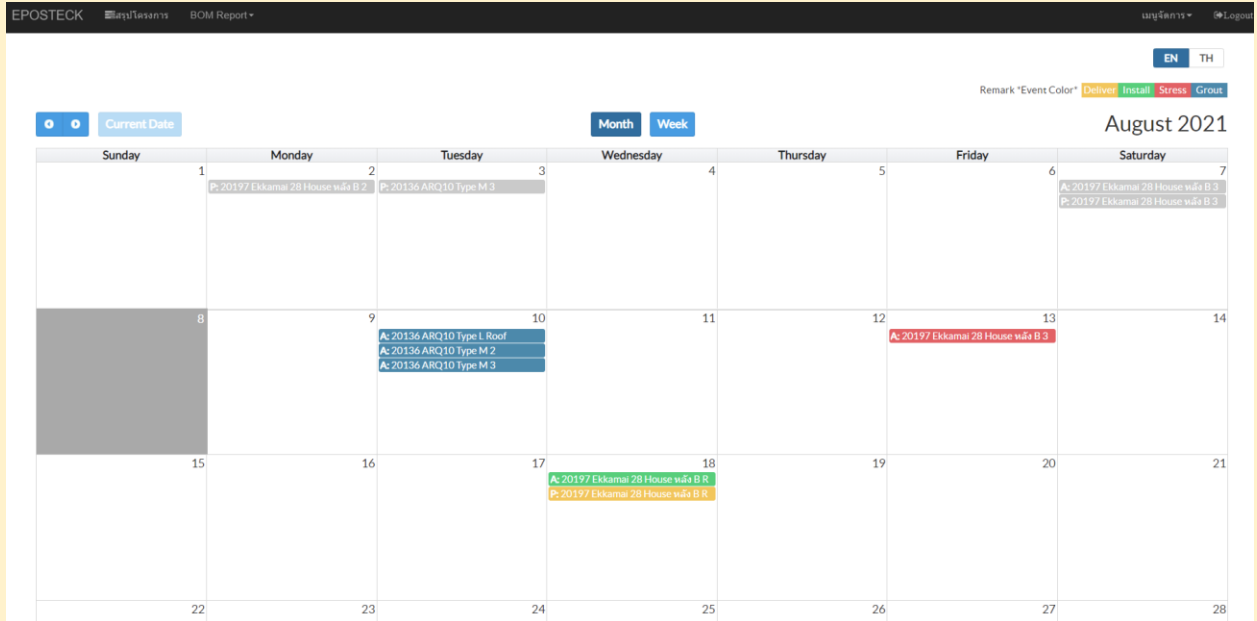 EPOSTECK สรุปโครงการ BOM Report เมนูจัดการ Logout
EN TH
Remark *Event Color* Deliver Install Stress Grout
Current Date Month Week August 2021
Sunday Monday Tuesday Wednesday Thursday Friday Saturday
1 2 3 4 5 6 7
P: 20197 Ekkamai 28 House หลัง B 2 P: 20136 ARQ10 Type M 3 A: 20197 Ekkamai 28 House หลัง B 3
P: 20197 Ekkamai 28 House หลัง B 3
8 9 10 11 12 13 14
A: 20136 ARQ10 Type L Roof A: 20197 Ekkamai 28 House หลัง B 3
A: 20136 ARQ10 Type M 2
A: 20136 ARQ10 Type M 3
15 16 17 18 19 20 21
A: 20197 Ekkamai 28 House หลัง B R
P: 20197 Ekkamai 28 House หลัง B R
22 23 24 25 26 27 28